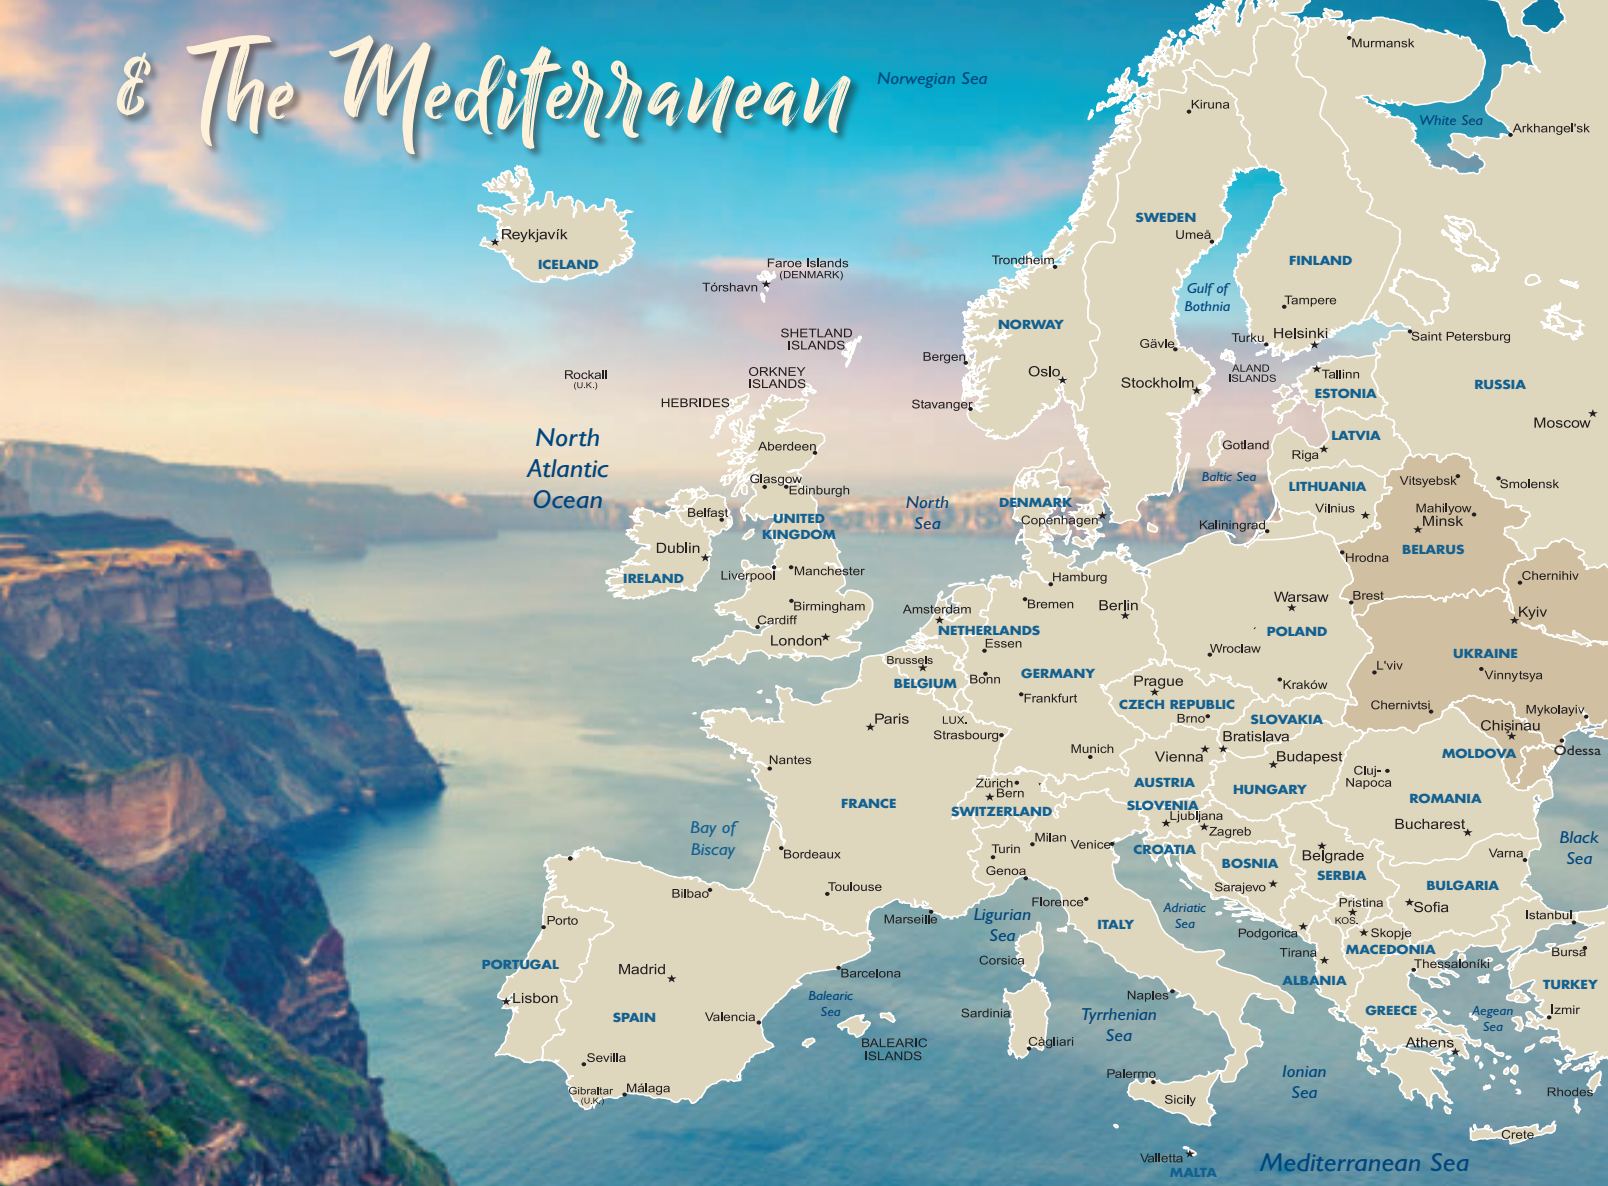 & The Mediterranean
Norwegian Sea
Murmansk
Kiruna
White Sea
Arkhangel'sk
Reykjavík
ICELAND
SWEDEN
Umeå
Faroe Islands
(DENMARK)
Tórshavn
Trondheim
FINLAND
Gulf of
Bothnia
Tampere
NORWAY
SHETLAND
ISLANDS
Bergen
Gävle
Turku
Helsinki
Saint Petersburg
Rockall
(U.K.)
ORKNEY
ISLANDS
Oslo
Stockholm
ALAND
ISLANDS
Tallinn
ESTONIA
RUSSIA
HEBRIDES
Stavanger
Moscow
North
Atlantic
Ocean
Aberdeen
Gotland
LATVIA
Riga
Glasgow
Edinburgh
Baltic Sea
LITHUANIA
Vitsyebsk
Smolensk
North
Sea
DENMARK
Copenhagen
Belfast
UNITED
KINGDOM
Kaliningrad
Vilnius
Mahilyow
Minsk
BELARUS
Dublin
IRELAND
Liverpool
Manchester
Hamburg
Hrodna
Chernihiv
Birmingham
Cardiff
London
Amsterdam
NETHERLANDS
Bremen
Berlin
Warsaw
POLAND
Brest
Kyiv
Essen
Brussels
BELGIUM
Bonn
GERMANY
Frankfurt
Wroclaw
Prague
CZECH REPUBLIC
Kraków
L'viv
UKRAINE
Vinnytsya
Paris
LUX.
Strasbourg
Brno
SLOVAKIA
Bratislava
Chernivtsi
Mykolayiv
Chişinau
Odessa
Nantes
Munich
Vienna
Budapest
MOLDOVA
FRANCE
Zürich
Bern
SWITZERLAND
AUSTRIA
HUNGARY
Cluj-
Napoca
ROMANIA
SLOVENIA
Ljubljana
Zagreb
Bucharest
Bay of
Biscay
Bordeaux
Turin
Milan
Venice
CROATIA
BOSNIA
Belgrade
SERBIA
Varna
Black
Sea
Genoa
Bilbao
Toulouse
Florence
Sarajevo
BULGARIA
Marseille
Ligurian
Sea
Adriatic
Sea
Pristina
KOS.
Sofia
Istanbul
Porto
ITALY
Podgorica
Skopje
Corsica
Tirana
MACEDONIA
Bursa
PORTUGAL
Madrid
Barcelona
Thessaloníki
ALBANIA
TURKEY
Lisbon
SPAIN
Valencia
Balearic
Sea
Naples
Sardinia
Tyrrhenian
Sea
GREECE
Aegean
Sea
Izmir
BALEARIC
ISLANDS
Càgliari
Athens
Sevilla
Gibraltar
(U.K.)
Málaga
Palermo
Sicily
Ionian
Sea
Rhodes
Crete
Valletta
MALTA
Mediterranean Sea